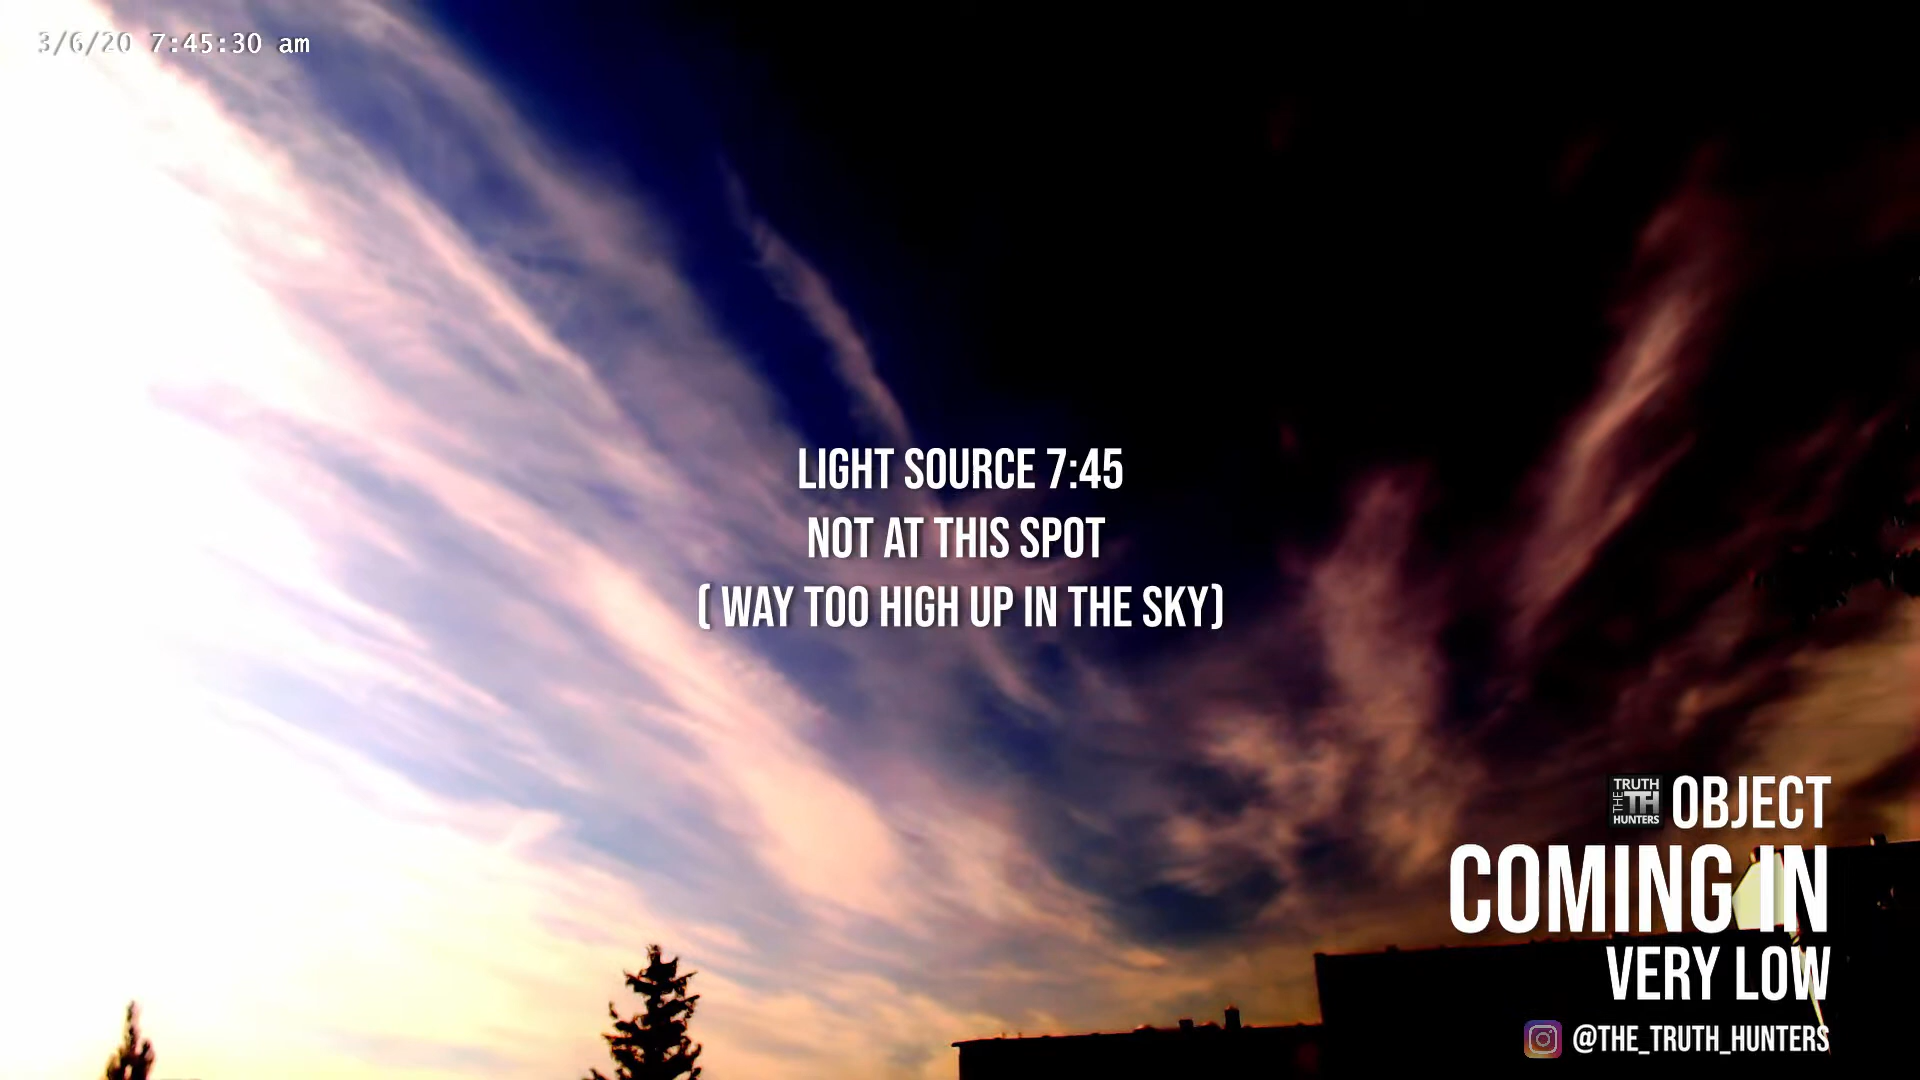 3/6/20 7:45:30 am
LIGHT SOURCE 7:45
NOT AT THIS SPOT
( WAY TOO HIGH UP IN THE SKY)
THE TRUTH TH HUNTERS
OBJECT
COMING IN
VERY LOW
@THE_TRUTH_HUNTERS